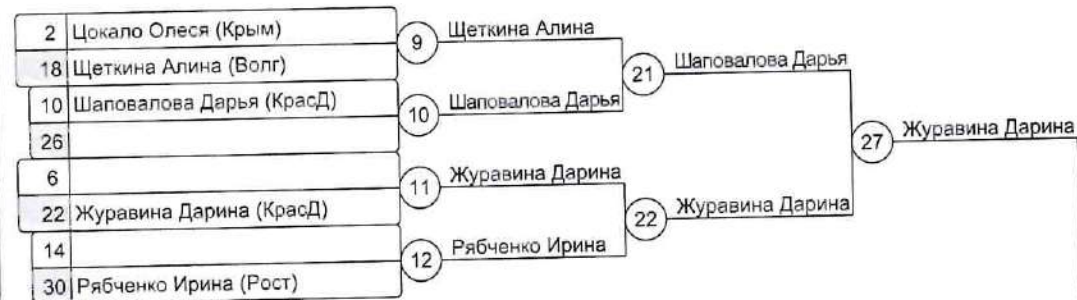 2 Цокало Олеся (Крым)
18 Щеткина Алина (Волг)
9 Щеткина Алина
10 Шаповалова Дарья (КрасД)
26
10 Шаповалова Дарья
21 Шаповалова Дарья
6
22 Журавина Дарина (КрасД)
11 Журавина Дарина
14
30 Рябченко Ирина (Рост)
12 Рябченко Ирина
22 Журавина Дарина
27 Журавина Дарина